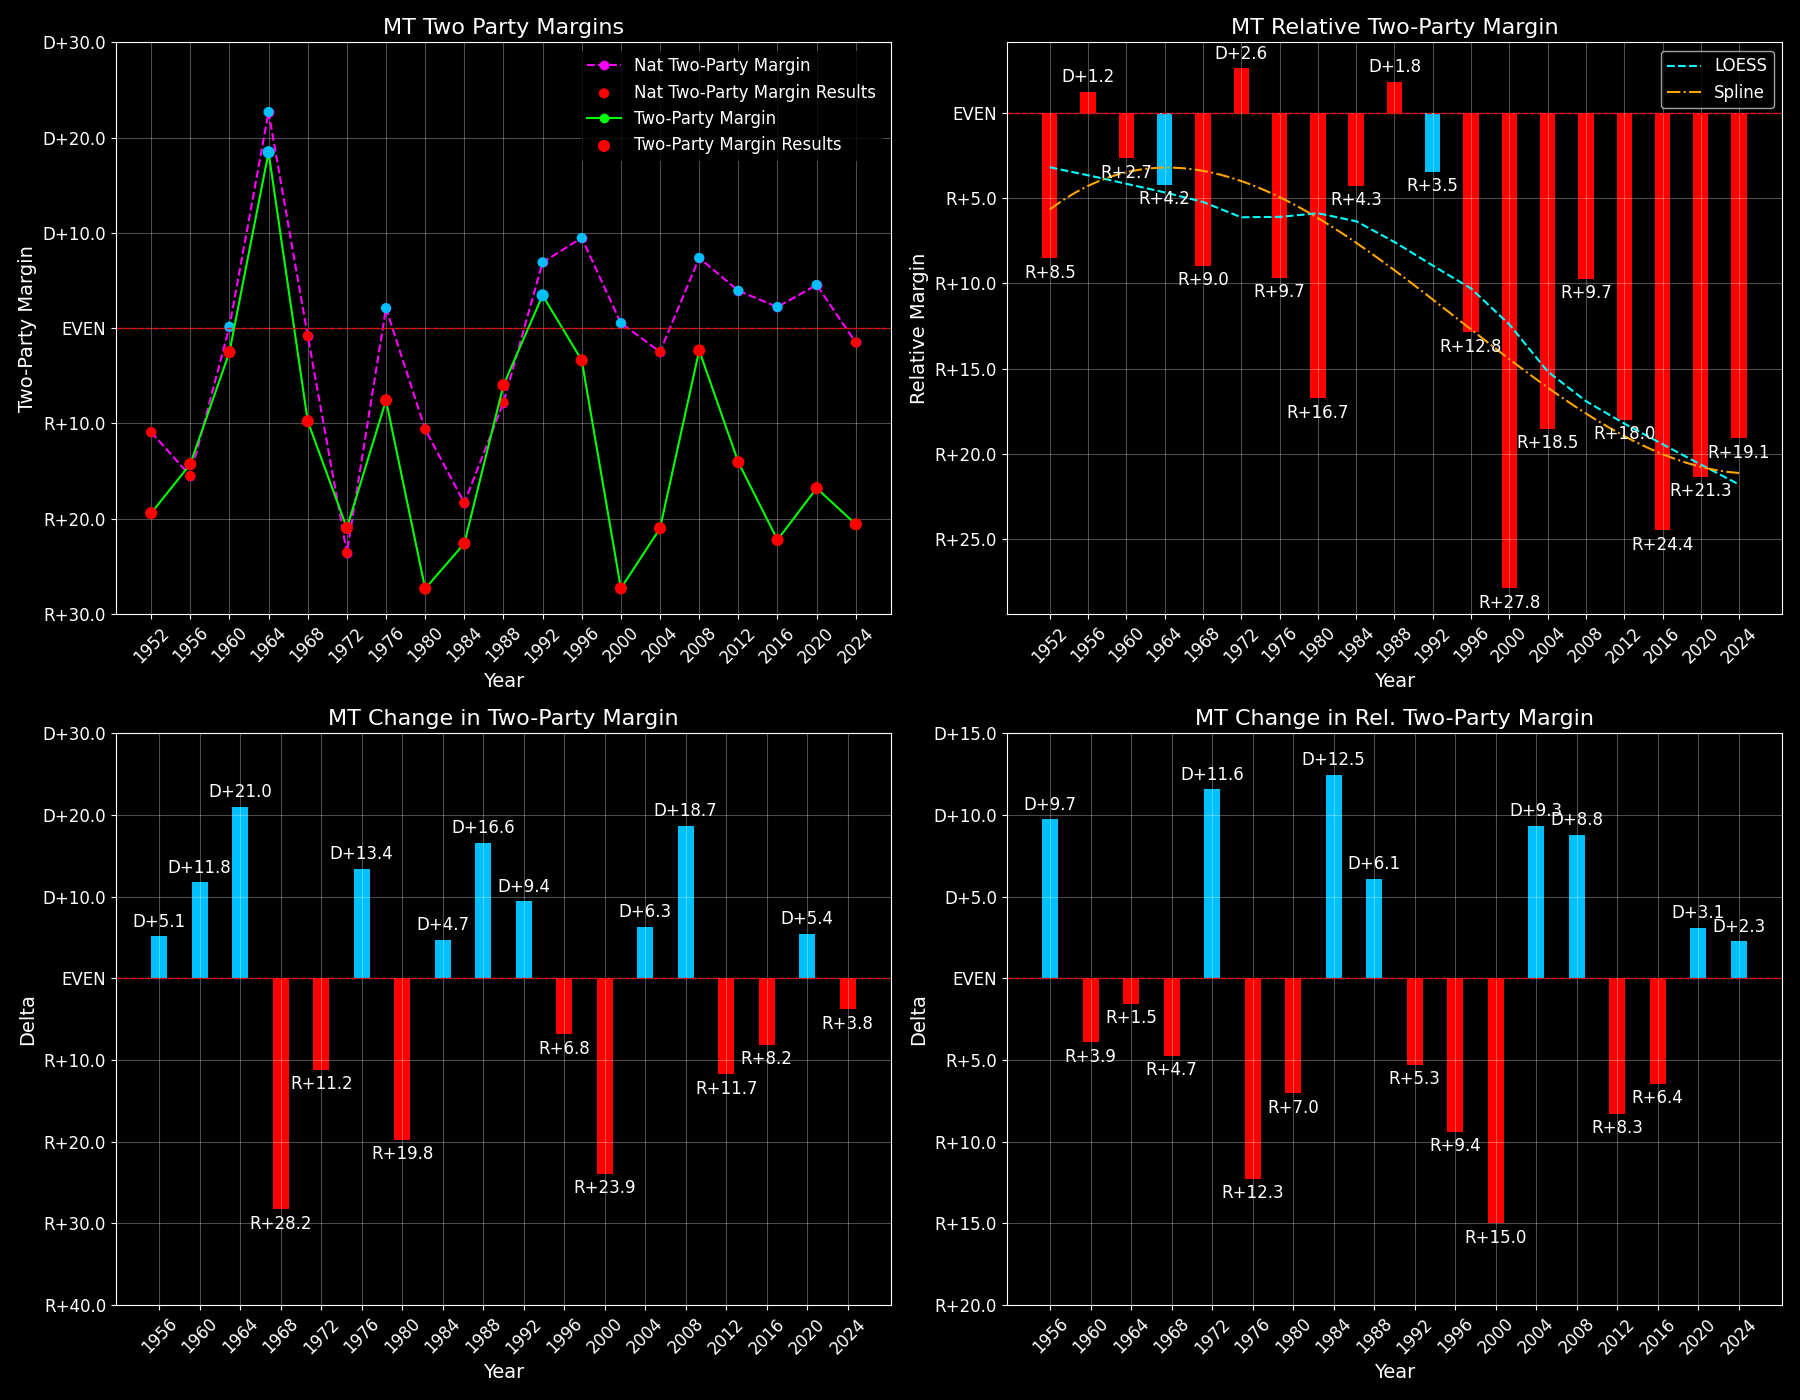 MT Two Party Margins
D+30.0
D+20.0
D+10.0
EVEN
R+10.0
R+20.0
R+30.0
Two-Party Margin
Nat Two-Party Margin
Nat Two-Party Margin Results
Two-Party Margin
Two-Party Margin Results
1952
1956
1960
1964
1968
1972
1976
1980
1984
1988
1992
1996
2000
2004
2008
2012
2016
2020
2024
Year
MT Relative Two-Party Margin
EVEN
R+5.0
R+10.0
R+15.0
R+20.0
R+25.0
Relative Margin
LOESS
Spline
R+8.5
D+1.2
R+2.7
R+4.2
R+9.0
D+2.6
R+9.7
R+16.7
R+4.3
D+1.8
R+3.5
R+12.8
R+27.8
R+18.5
R+9.7
R+18.0
R+24.4
R+21.3
R+19.1
1952
1956
1960
1964
1968
1972
1976
1980
1984
1988
1992
1996
2000
2004
2008
2012
2016
2020
2024
Year
MT Change in Two-Party Margin
D+30.0
D+20.0
D+10.0
EVEN
R+10.0
R+20.0
R+30.0
R+40.0
Delta
D+5.1
D+11.8
D+21.0
R+28.2
R+11.2
D+13.4
R+19.8
D+4.7
D+16.6
D+9.4
R+6.8
R+23.9
D+6.3
D+18.7
R+11.7
R+8.2
D+5.4
R+3.8
1956
1960
1964
1968
1972
1976
1980
1984
1988
1992
1996
2000
2004
2008
2012
2016
2020
2024
Year
MT Change in Rel. Two-Party Margin
D+15.0
D+10.0
D+5.0
EVEN
R+5.0
R+10.0
R+15.0
R+20.0
Delta
D+9.7
R+3.9
R+1.5
R+4.7
D+11.6
R+12.3
R+7.0
D+12.5
D+6.1
R+5.3
R+9.4
R+15.0
D+9.3
D+8.8
R+8.3
R+6.4
D+3.1
D+2.3
1956
1960
1964
1968
1972
1976
1980
1984
1988
1992
1996
2000
2004
2008
2012
2016
2020
2024
Year